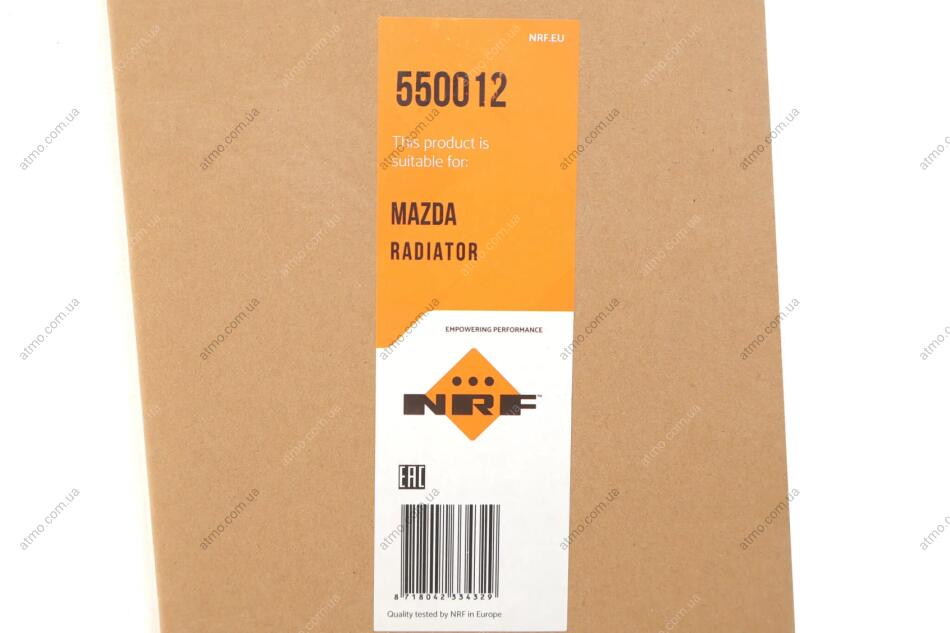 NRF.EU
550012
This product is
suitable for:
MAZDA
RADIATOR
EMPOWERING PERFORMANCE
NRF™
EAC
8 718042 334329
Quality tested by NRF in Europe
atmo.com.ua